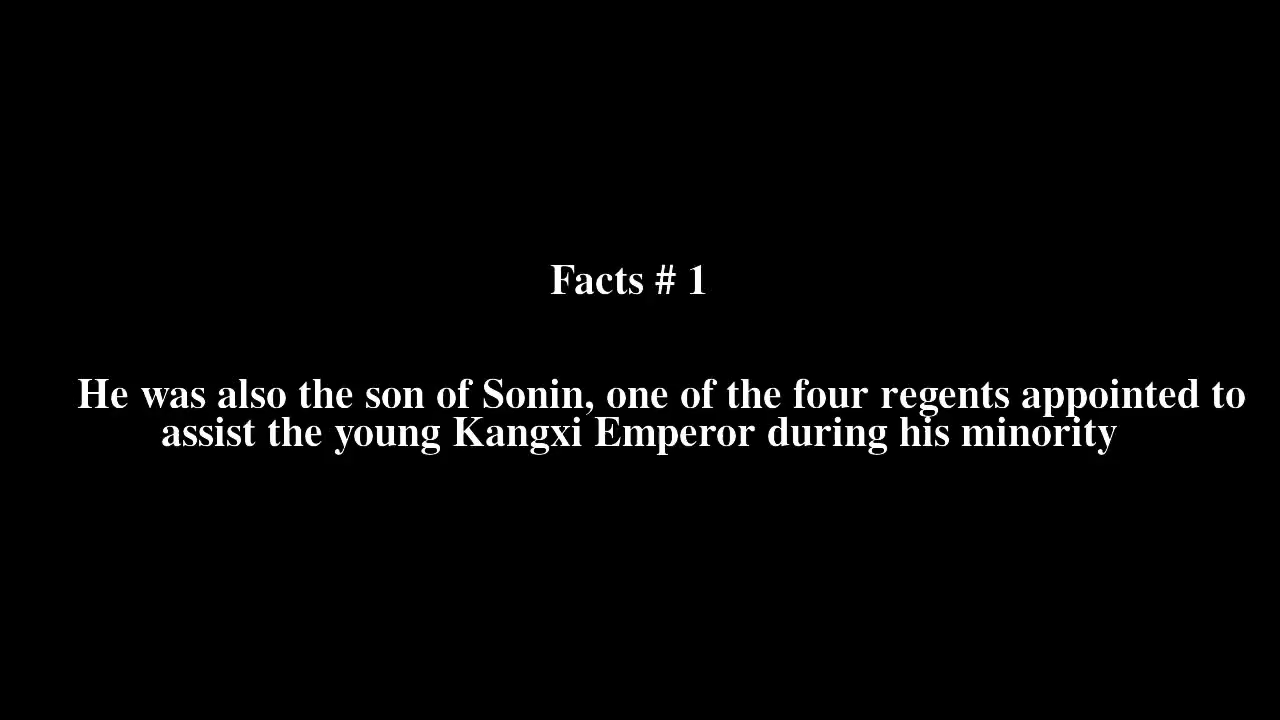 Facts # 1
He was also the son of Sonin, one of the four regents appointed to
assist the young Kangxi Emperor during his minority